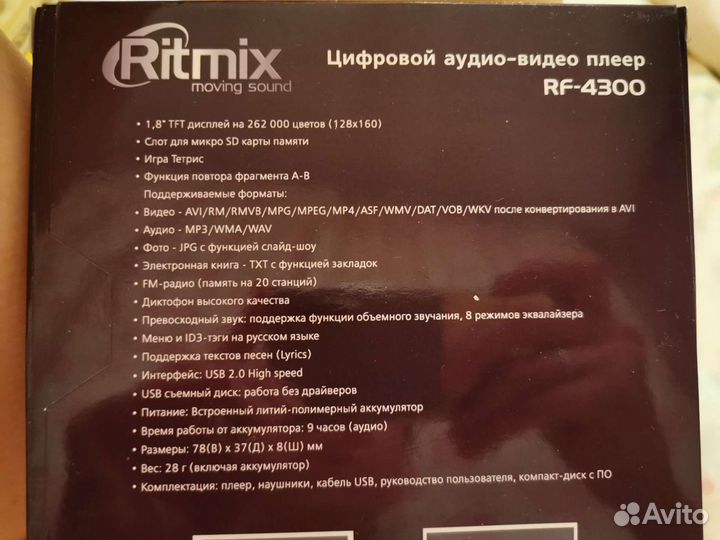 Ritmix
moving sound
Цифровой аудио-видео плеер
RF-4300
• 1,8" TFT дисплей на 262 000 цветов (128x160)
• Слот для микро SD карты памяти
• Игра Тетрис
• Функция повтора фрагмента A-B
Поддерживаемые форматы:
• Видео - AVI/RM/RMVB/MPG/MPEG/MP4/ASF/WMV/DAT/VOB/WKV после конвертирования в AVI
• Аудио - MP3/WMA/WAV
• Фото - JPG с функцией слайд-шоу
• Электронная книга - TXT с функцией закладок
• FM-радио (память на 20 станций)
• Диктофон высокого качества
• Превосходный звук: поддержка функции объемного звучания, 8 режимов эквалайзера
• Меню и ID3-тэги на русском языке
• Поддержка текстов песен (Lyrics)
• Интерфейс: USB 2.0 High speed
• USB съемный диск: работа без драйверов
• Питание: Встроенный литий-полимерный аккумулятор
• Время работы от аккумулятора: 9 часов (аудио)
• Размеры: 78(В) x 37(Д) x 8(Ш) мм
• Вес: 28 г (включая аккумулятор)
• Комплектация: плеер, наушники, кабель USB, руководство пользователя, компакт-диск с ПО
Avito